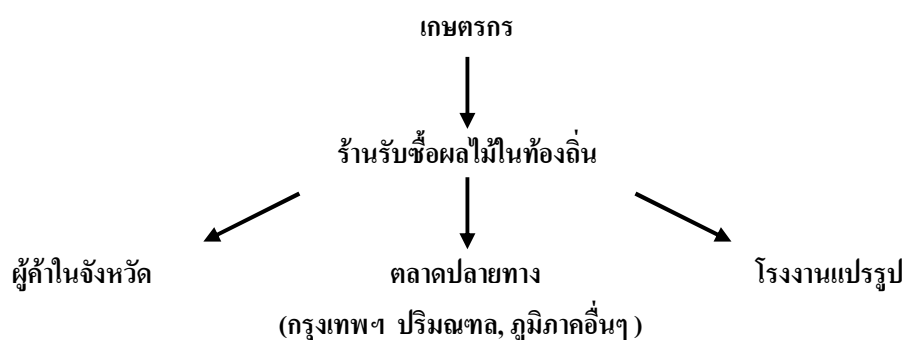 เกษตรกร
ร้านรับซื้อผลไม้ในท้องถิ่น
ผู้ค้าในจังหวัด ตลาดปลายทาง โรงงานแปรรูป
(กรุงเทพฯ ปริมณฑล, ภูมิภาคอื่นๆ )